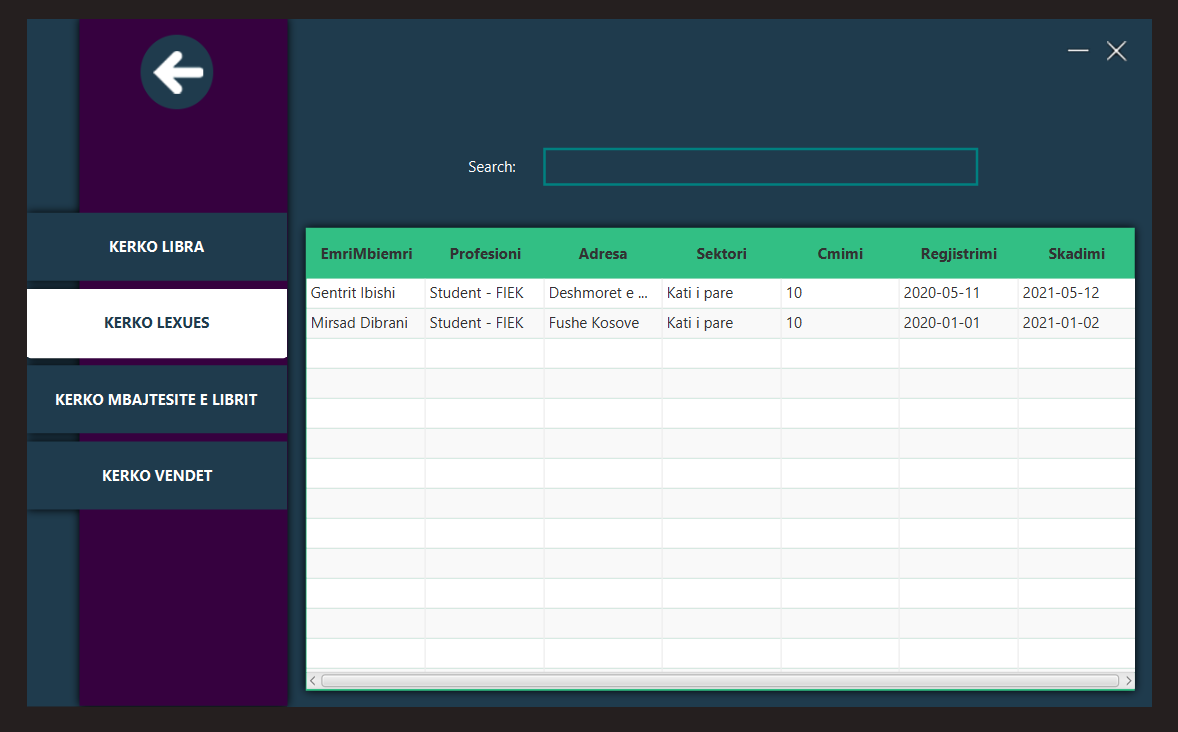 Search:
KERKO LIBRA
KERKO LEXUES
KERKO MBAJTESITE E LIBRIT
KERKO VENDET
EmriMbiemri Profesioni Adresa Sektori Cmimi Regjistrimi Skadimi
Gentrit Ibishi Student - FIEK Deshmoret e ... Kati i pare 10 2020-05-11 2021-05-12
Mirsad Dibrani Student - FIEK Fushe Kosove Kati i pare 10 2020-01-01 2021-01-02